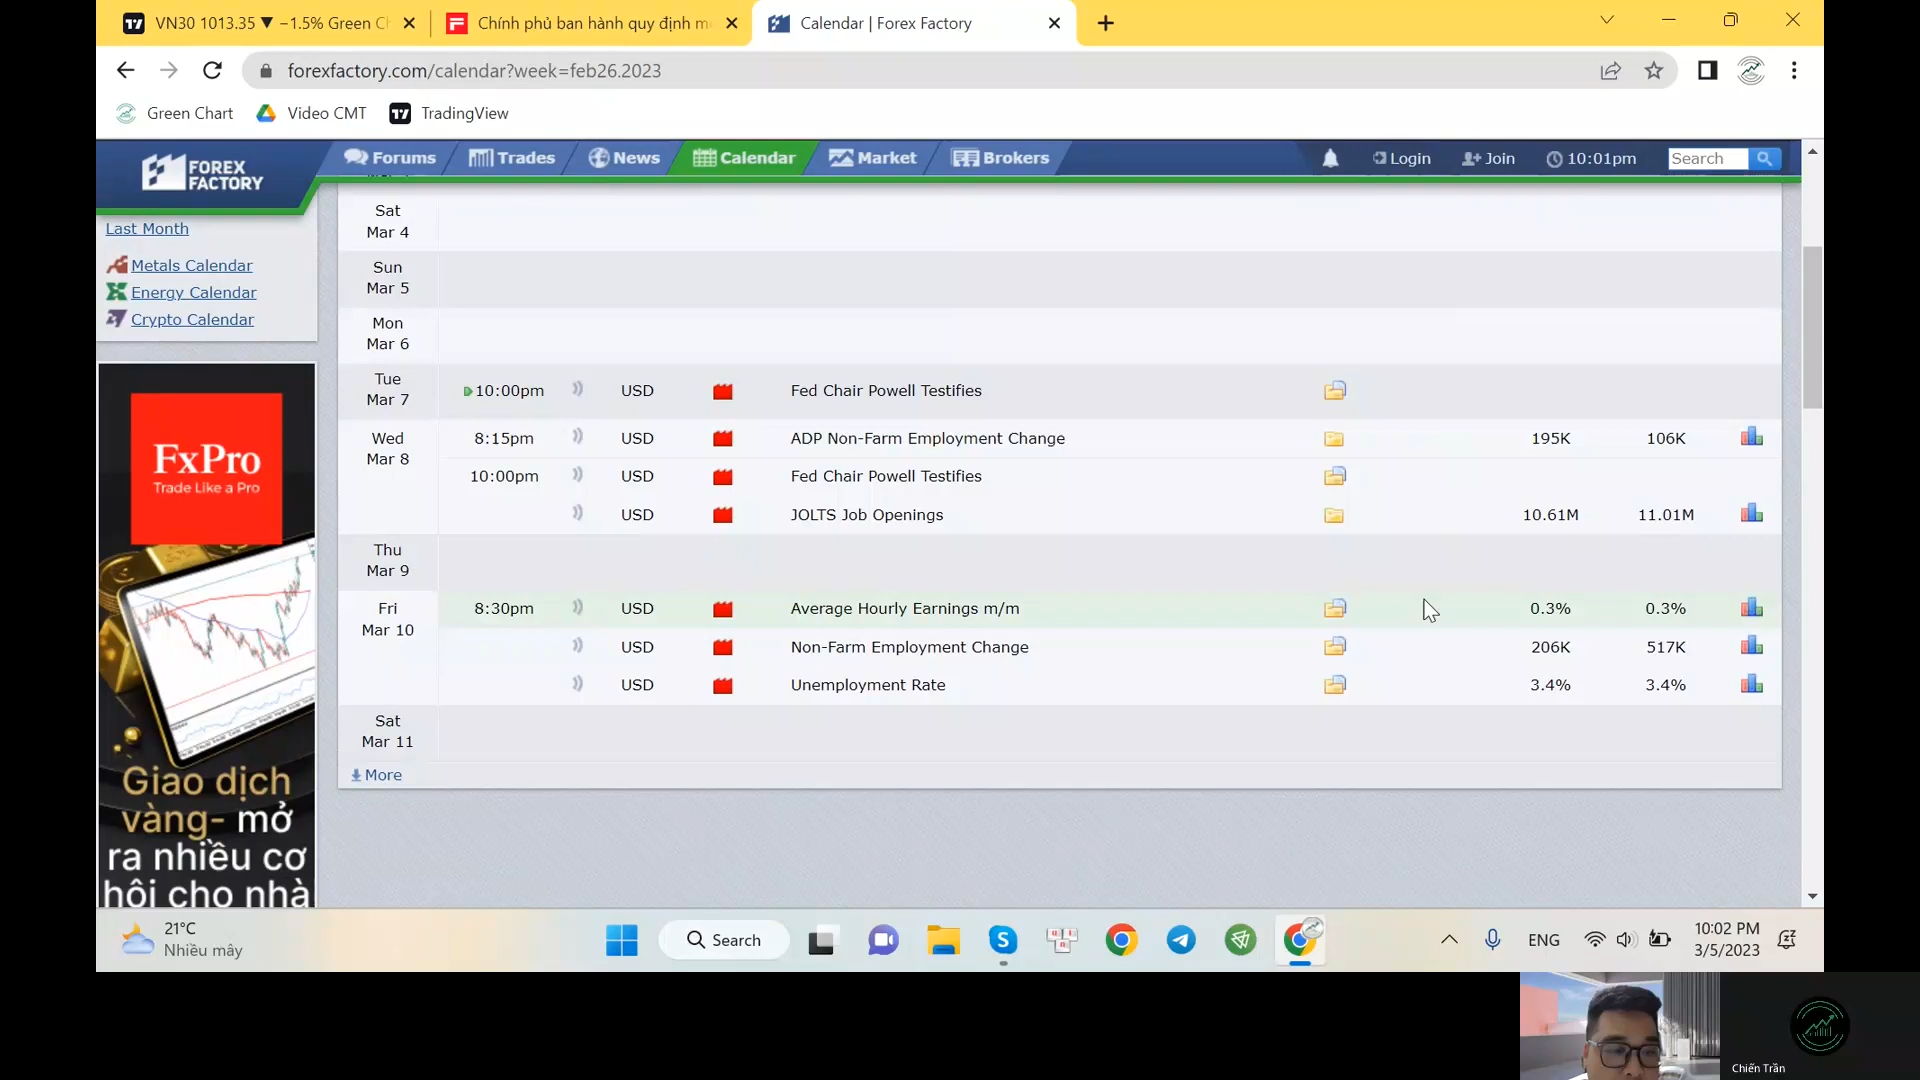 VN30 1013.35 ▼ −1.5% Green Ch
Chính phủ ban hành quy định m
Calendar | Forex Factory
forexfactory.com/calendar?week=feb26.2023
Green Chart
Video CMT
TradingView
FOREX FACTORY
Forums
Trades
News
Calendar
Market
Brokers
Login
Join
10:01pm
Search
Last Month
Metals Calendar
Energy Calendar
Crypto Calendar
FxPro
Trade Like a Pro
Giao dịch
vàng- mở
ra nhiều cơ
hội cho nhà
Sat
Mar 4
Sun
Mar 5
Mon
Mar 6
Tue
Mar 7
10:00pm USD Fed Chair Powell Testifies
Wed
Mar 8
8:15pm USD ADP Non-Farm Employment Change 195K 106K
10:00pm USD Fed Chair Powell Testifies
USD JOLTS Job Openings 10.61M 11.01M
Thu
Mar 9
Fri
Mar 10
8:30pm USD Average Hourly Earnings m/m 0.3% 0.3%
USD Non-Farm Employment Change 206K 517K
USD Unemployment Rate 3.4% 3.4%
Sat
Mar 11
More
21°C
Nhiều mây
Search
ENG
10:02 PM
3/5/2023
Chiến Trần